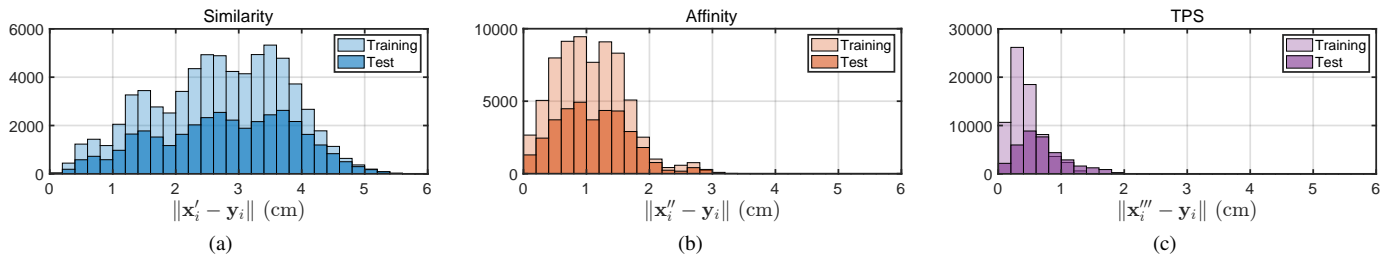 Similarity
6000
4000
2000
0
0 1 2 3 4 5 6
Training
Test
‖x′ᵢ − yᵢ‖ (cm)
(a)
Affinity
10000
5000
0
0 1 2 3 4 5 6
Training
Test
‖x″ᵢ − yᵢ‖ (cm)
(b)
TPS
30000
20000
10000
0
0 1 2 3 4 5 6
Training
Test
‖x‴ᵢ − yᵢ‖ (cm)
(c)